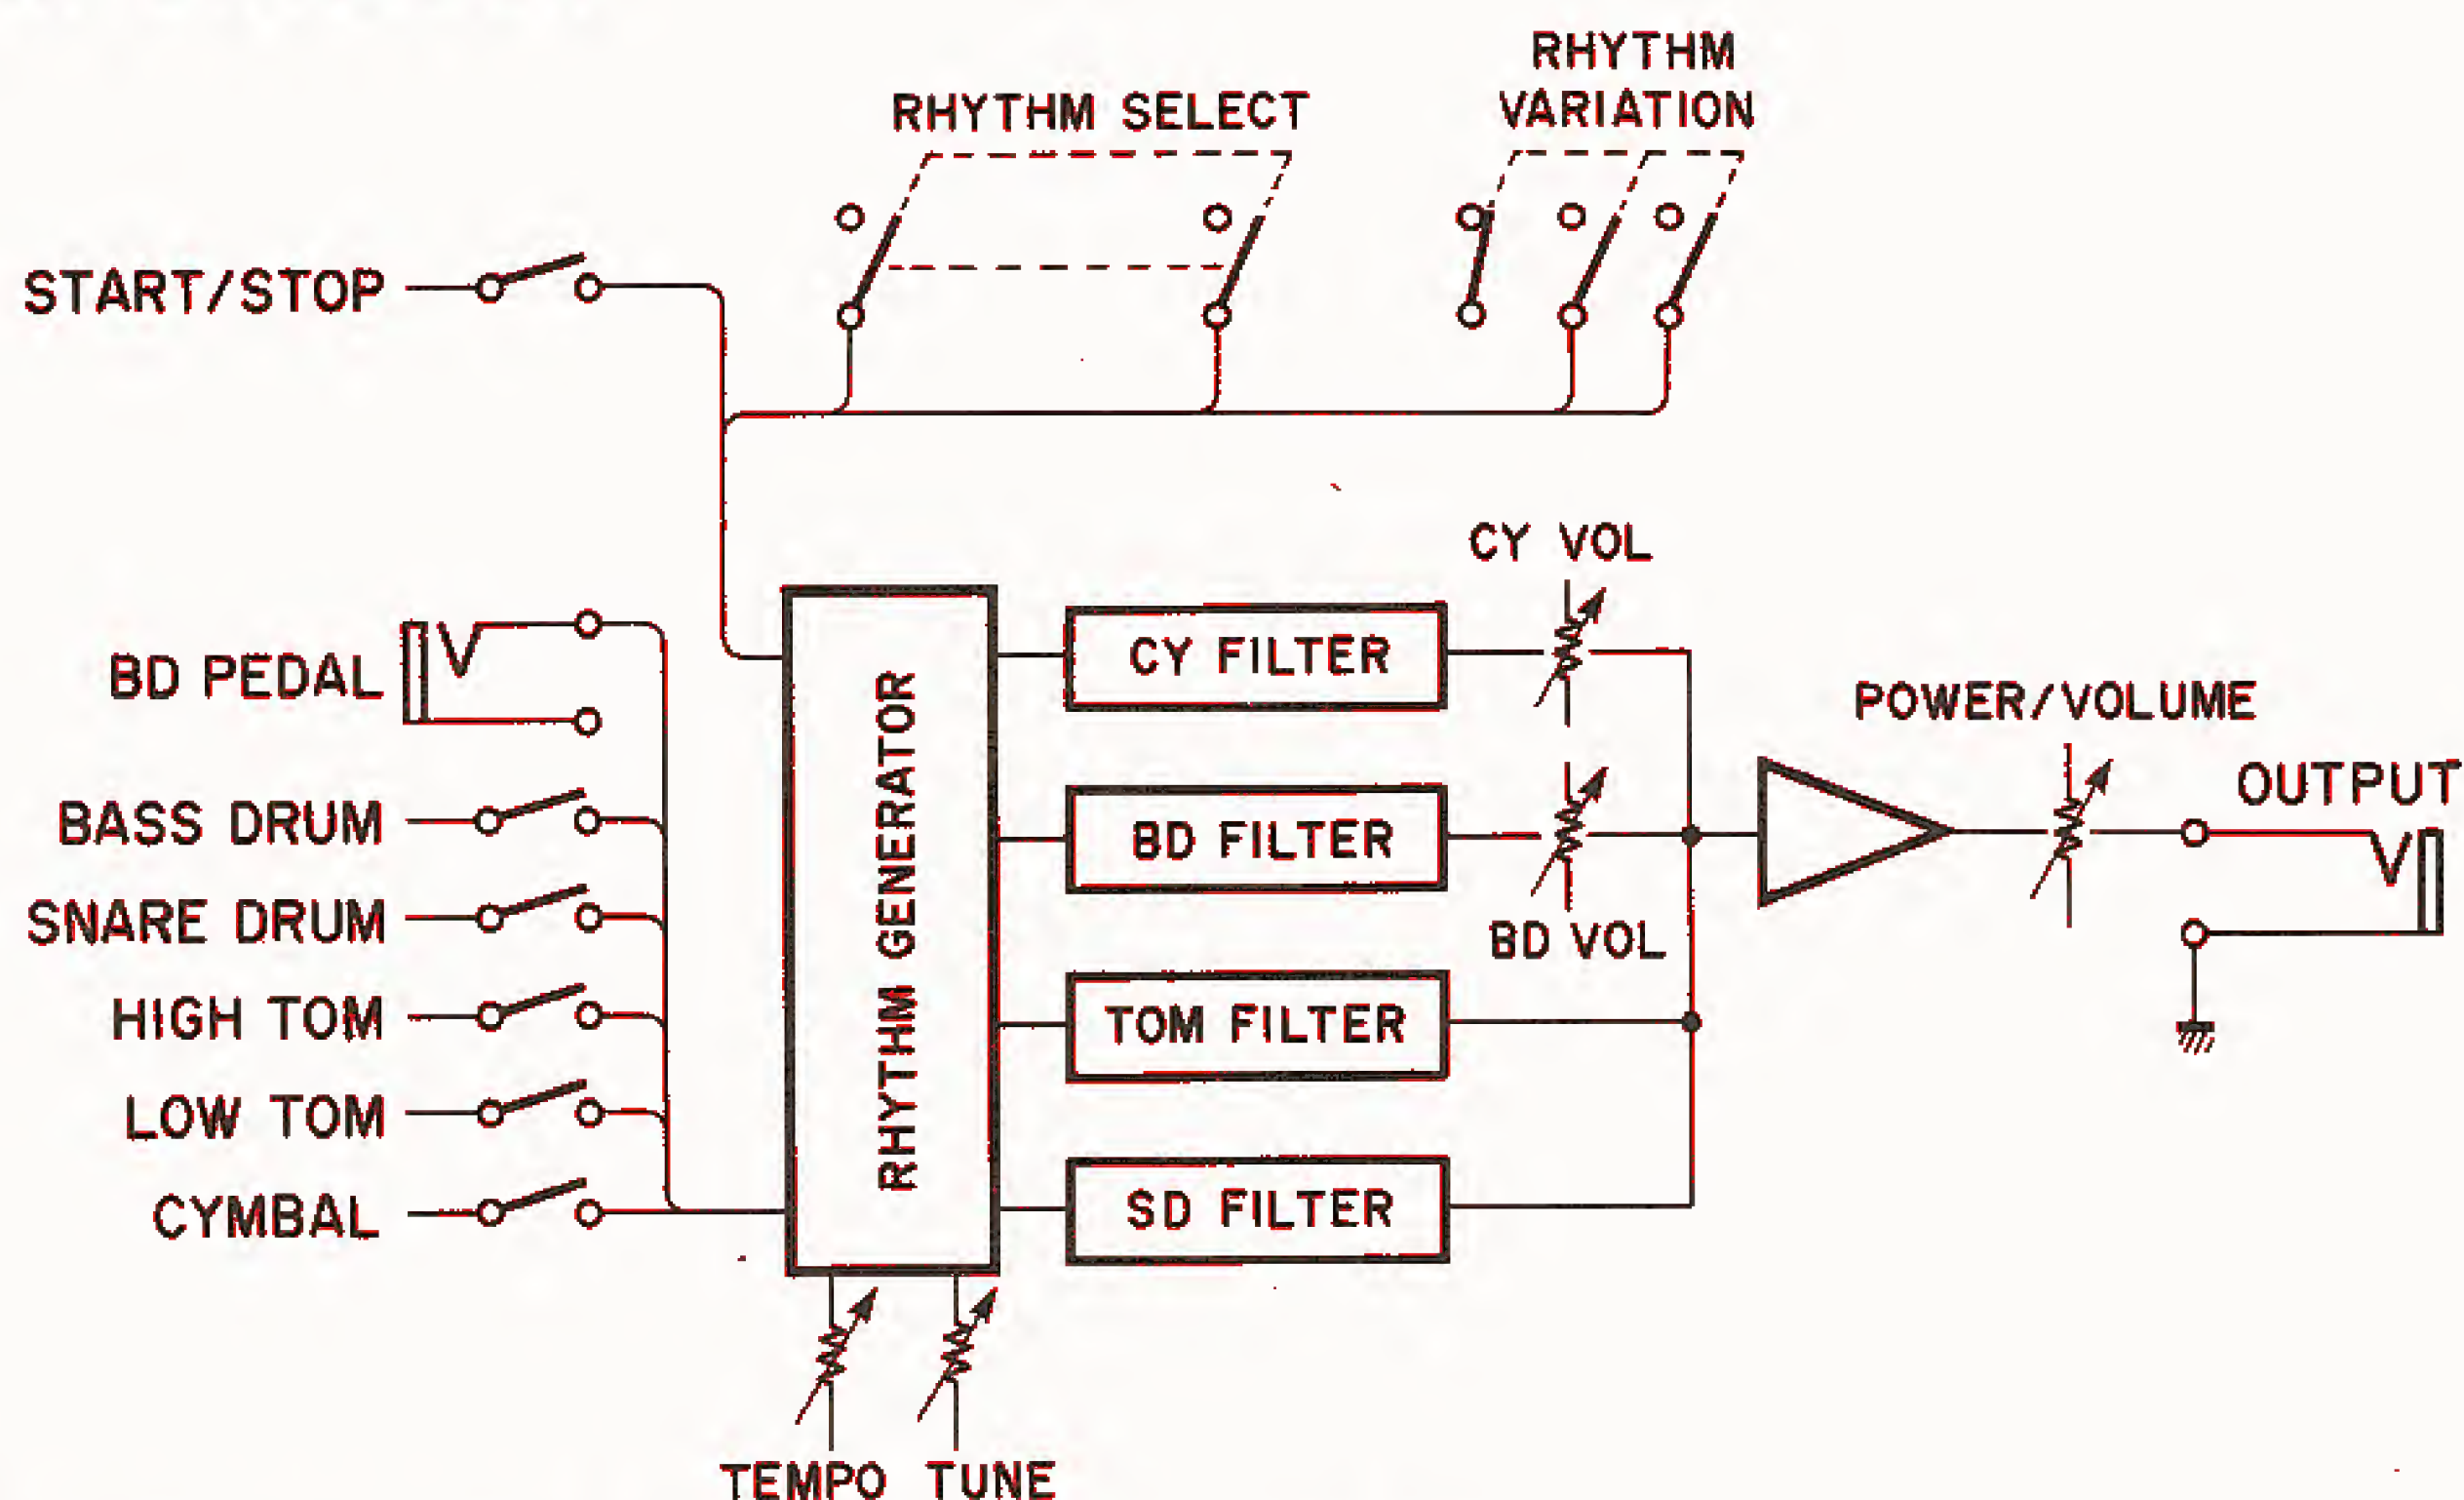 RHYTHM
VARIATION
RHYTHM SELECT
START/STOP
CY VOL
BD PEDAL
CY FILTER
POWER/VOLUME
OUTPUT
BASS DRUM
BD FILTER
SNARE DRUM
BD VOL
RHYTHM GENERATOR
HIGH TOM
TOM FILTER
LOW TOM
CYMBAL
SD FILTER
TEMPO TUNE